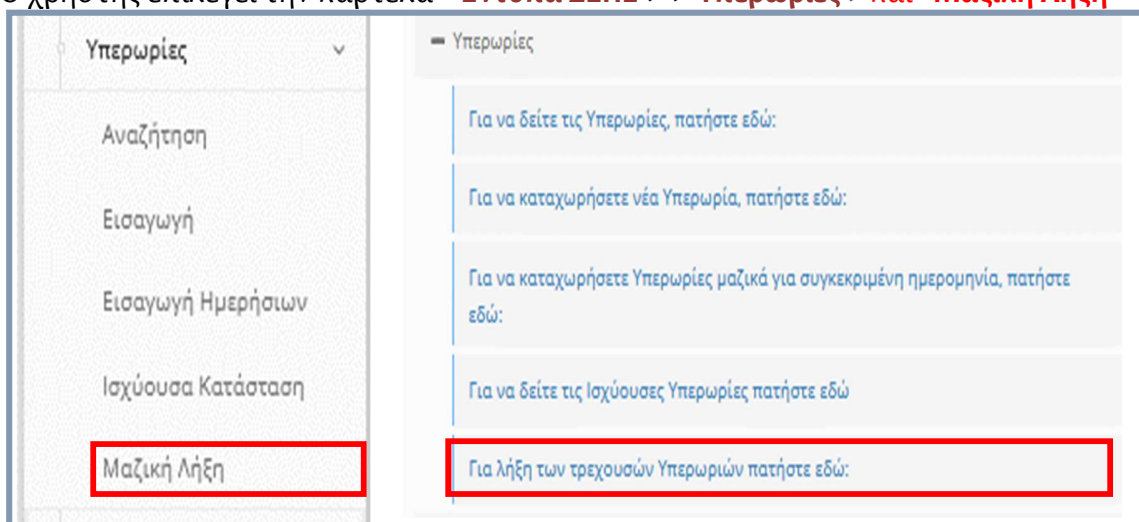 Υπερωρίες
Αναζήτηση
Εισαγωγή
Εισαγωγή Ημερήσιων
Ισχύουσα Κατάσταση
Μαζική Λήξη
Υπερωρίες
Για να δείτε τις Υπερωρίες, πατήστε εδώ:
Για να καταχωρήσετε νέα Υπερωρία, πατήστε εδώ:
Για να καταχωρήσετε Υπερωρίες μαζικά για συγκεκριμένη ημερομηνία, πατήστε
εδώ:
Για να δείτε τις Ισχύουσες Υπερωρίες πατήστε εδώ
Για λήξη των τρεχουσών Υπερωριών πατήστε εδώ: